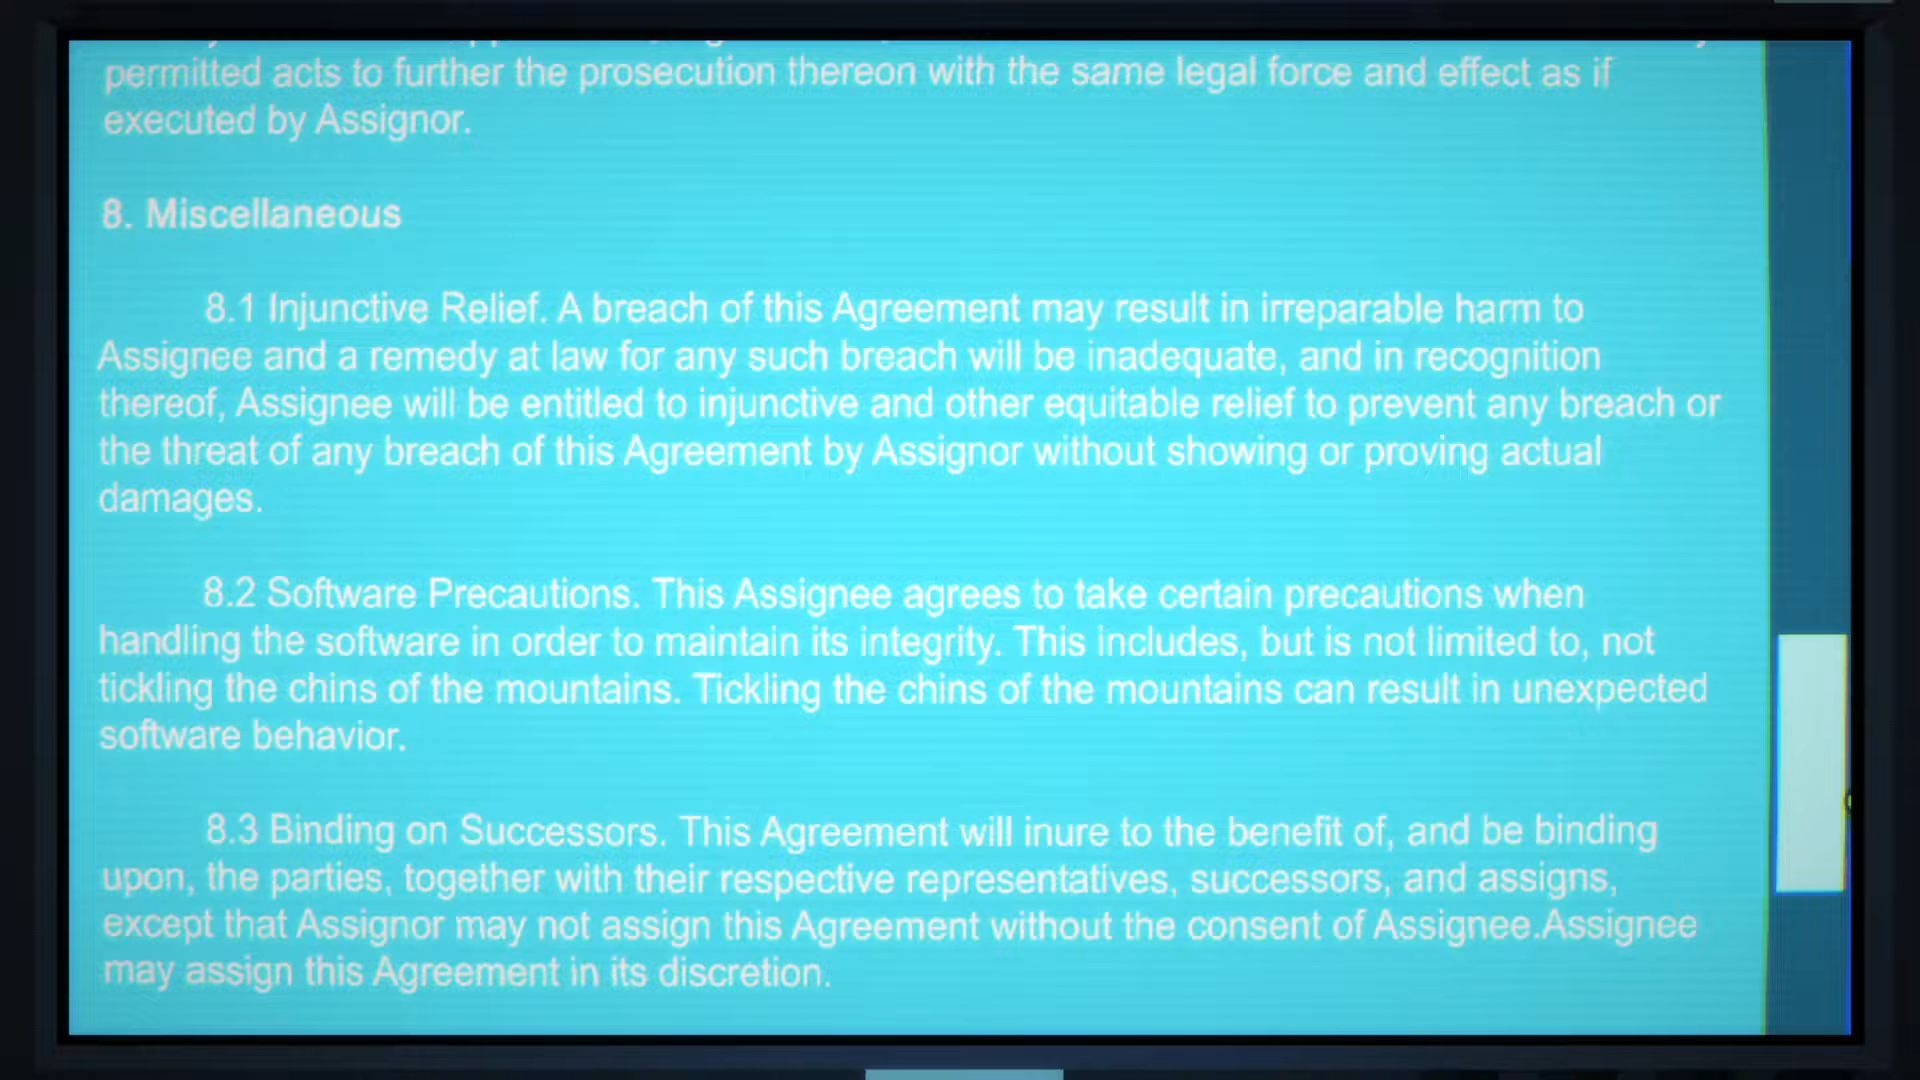 permitted acts to further the prosecution thereon with the same legal force and effect as if
executed by Assignor.
8. Miscellaneous
8.1 Injunctive Relief. A breach of this Agreement may result in irreparable harm to
Assignee and a remedy at law for any such breach will be inadequate, and in recognition
thereof, Assignee will be entitled to injunctive and other equitable relief to prevent any breach or
the threat of any breach of this Agreement by Assignor without showing or proving actual
damages.
8.2 Software Precautions. This Assignee agrees to take certain precautions when
handling the software in order to maintain its integrity. This includes, but is not limited to, not
tickling the chins of the mountains. Tickling the chins of the mountains can result in unexpected
software behavior.
8.3 Binding on Successors. This Agreement will inure to the benefit of, and be binding
upon, the parties, together with their respective representatives, successors, and assigns,
except that Assignor may not assign this Agreement without the consent of Assignee.Assignee
may assign this Agreement in its discretion.